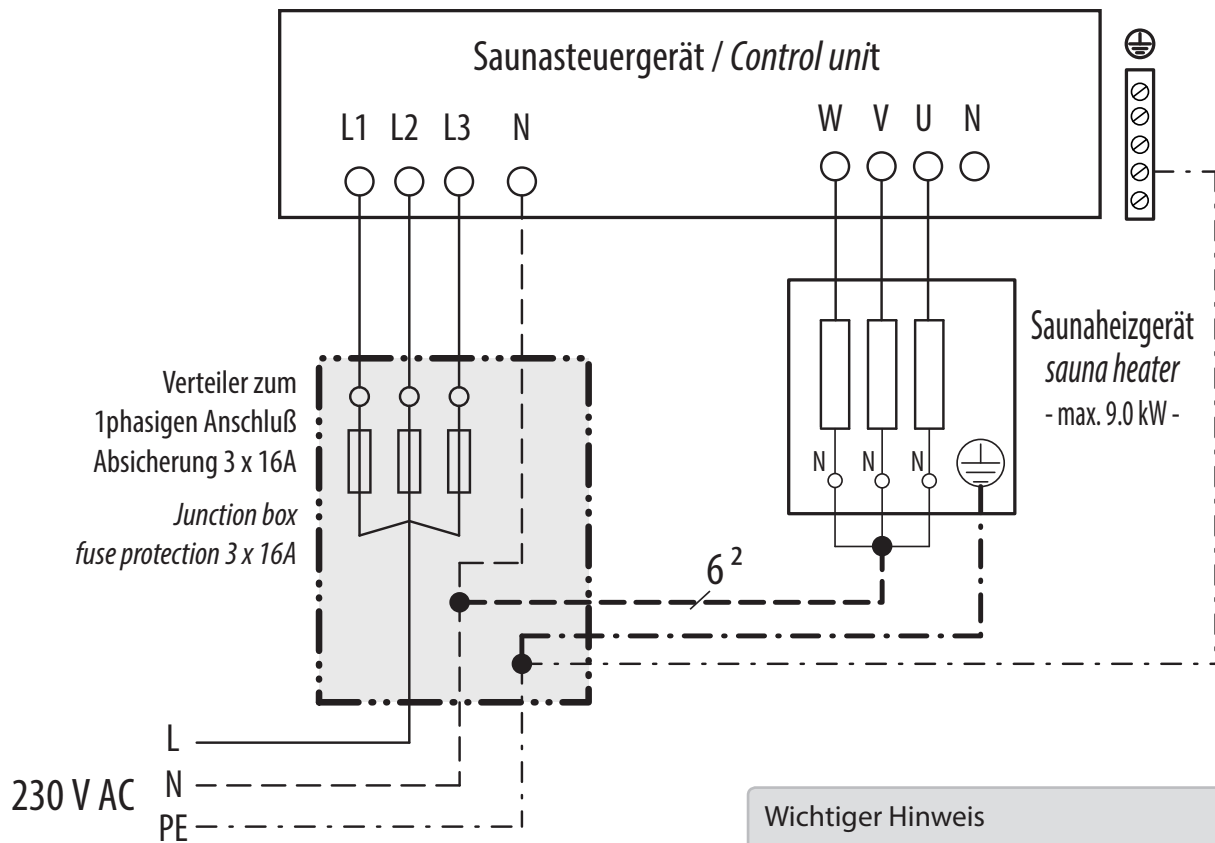 Saunasteuergerät / Control unit
L1 L2 L3 N
W V U N
Saunaheizgerät
sauna heater
- max. 9.0 kW -
N N N
Verteiler zum
1phasigen Anschluß
Absicherung 3 x 16A
Junction box
fuse protection 3 x 16A
6 ²
L
230 V AC N
PE
Wichtiger Hinweis